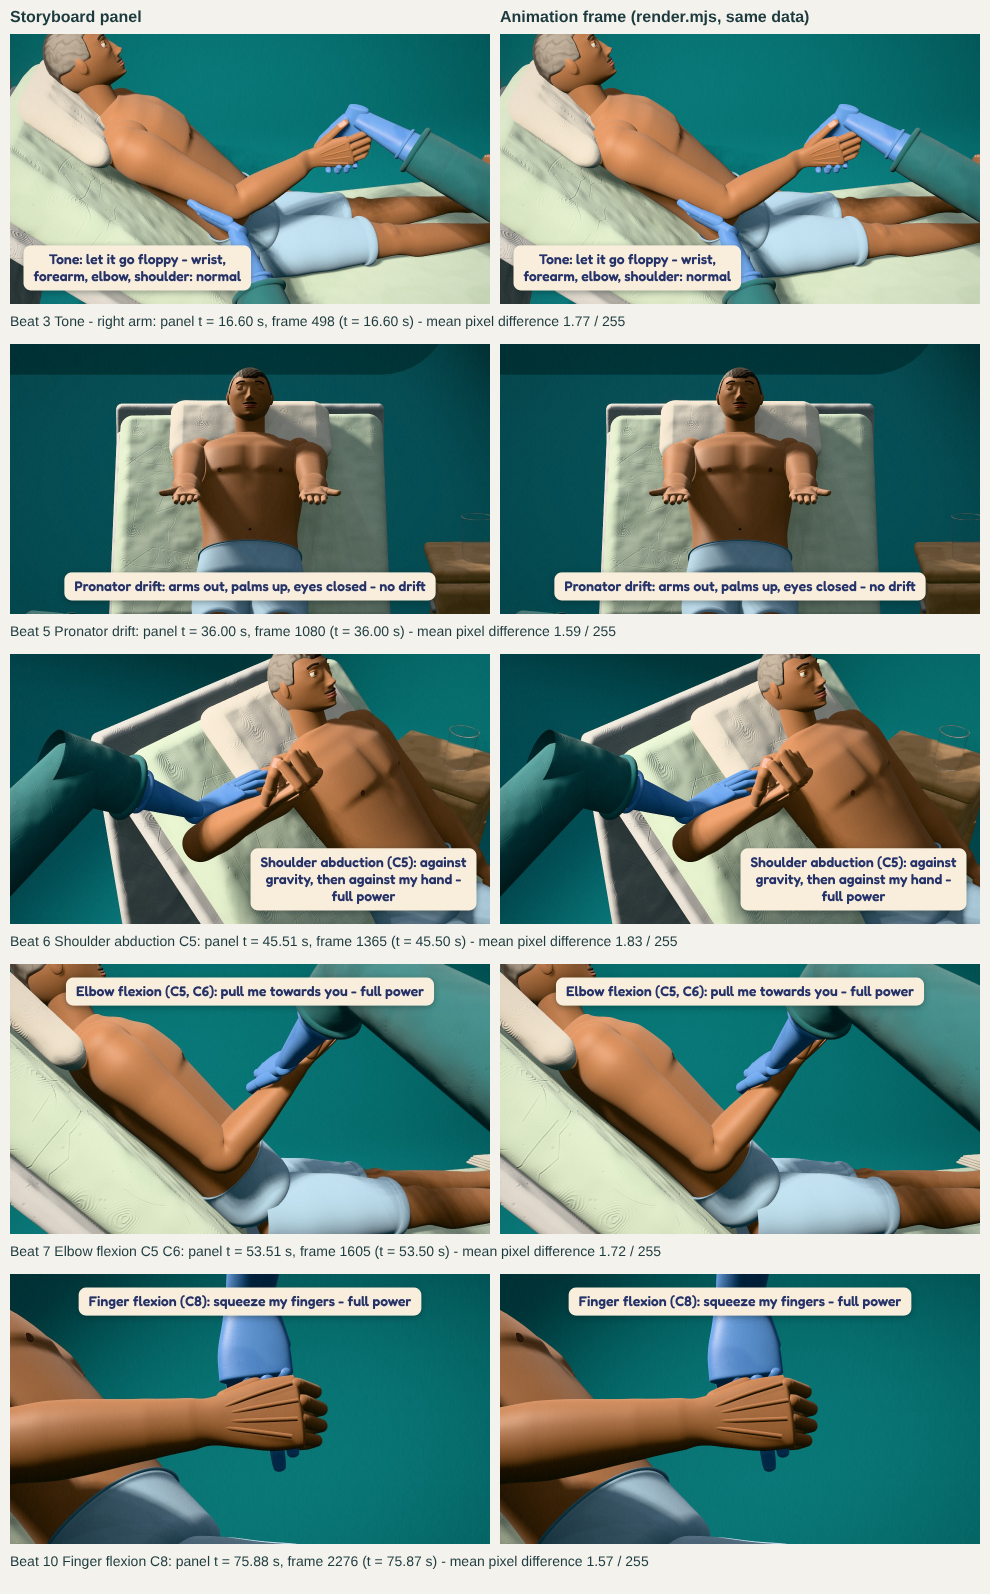 Storyboard panel
Animation frame (render.mjs, same data)
Tone: let it go floppy - wrist,
forearm, elbow, shoulder: normal
Tone: let it go floppy - wrist,
forearm, elbow, shoulder: normal
Beat 3 Tone - right arm: panel t = 16.60 s, frame 498 (t = 16.60 s) - mean pixel difference 1.77 / 255
Pronator drift: arms out, palms up, eyes closed - no drift
Pronator drift: arms out, palms up, eyes closed - no drift
Beat 5 Pronator drift: panel t = 36.00 s, frame 1080 (t = 36.00 s) - mean pixel difference 1.59 / 255
Shoulder abduction (C5): against
gravity, then against my hand -
full power
Shoulder abduction (C5): against
gravity, then against my hand -
full power
Beat 6 Shoulder abduction C5: panel t = 45.51 s, frame 1365 (t = 45.50 s) - mean pixel difference 1.83 / 255
Elbow flexion (C5, C6): pull me towards you - full power
Elbow flexion (C5, C6): pull me towards you - full power
Beat 7 Elbow flexion C5 C6: panel t = 53.51 s, frame 1605 (t = 53.50 s) - mean pixel difference 1.72 / 255
Finger flexion (C8): squeeze my fingers - full power
Finger flexion (C8): squeeze my fingers - full power
Beat 10 Finger flexion C8: panel t = 75.88 s, frame 2276 (t = 75.87 s) - mean pixel difference 1.57 / 255